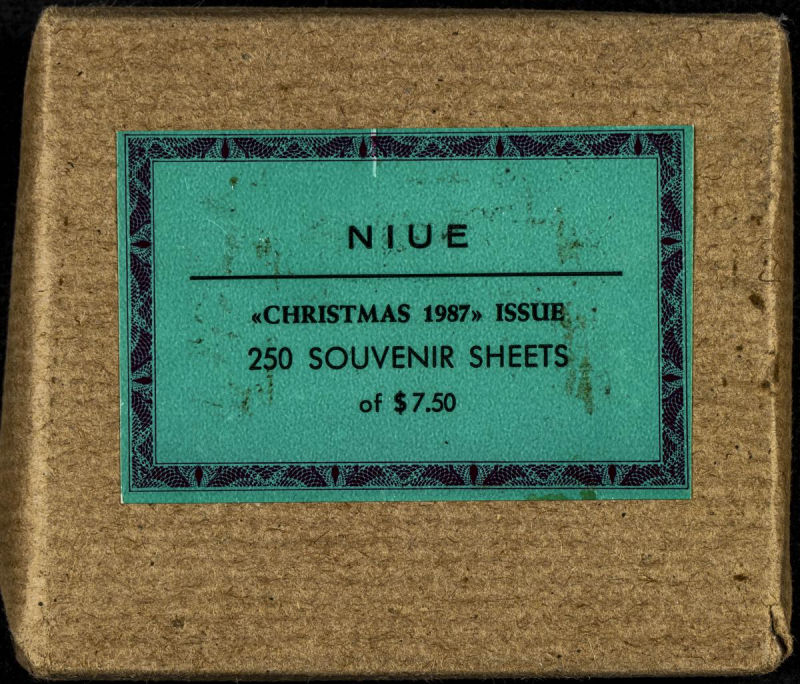 NIUE
«CHRISTMAS 1987» ISSUE
250 SOUVENIR SHEETS
of $7.50